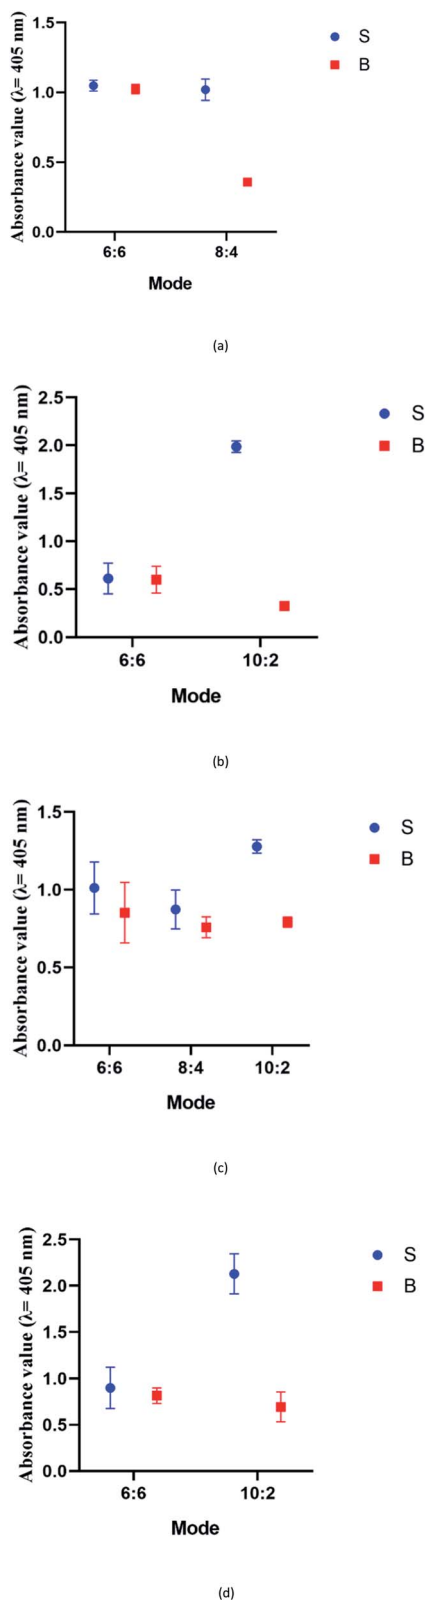 Absorbance value (λ= 405 nm)
1.5
1.0
0.5
0.0
6:6
8:4
Mode
S
B
(a)
Absorbance value (λ= 405 nm)
2.5
2.0
1.5
1.0
0.5
0.0
6:6
10:2
Mode
S
B
(b)
Absorbance value (λ= 405 nm)
1.5
1.0
0.5
0.0
6:6
8:4
10:2
Mode
S
B
(c)
Absorbance value (λ= 405 nm)
2.5
2.0
1.5
1.0
0.5
0.0
6:6
10:2
Mode
S
B
(d)